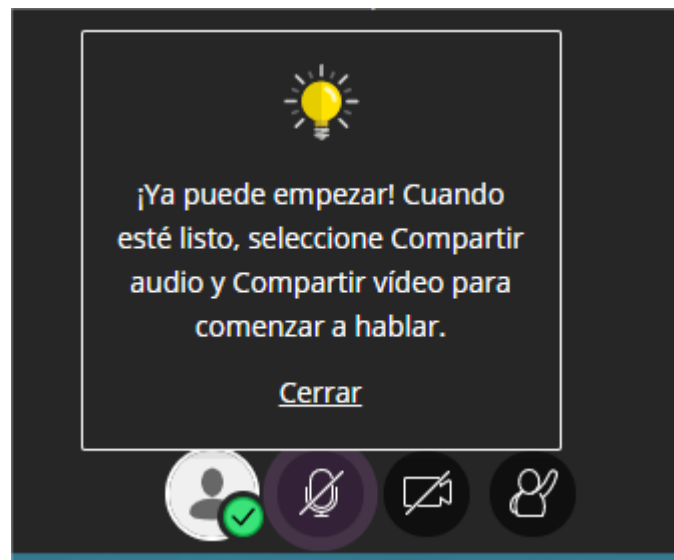 ¡Ya puede empezar! Cuando
esté listo, seleccione Compartir
audio y Compartir vídeo para
comenzar a hablar.
Cerrar